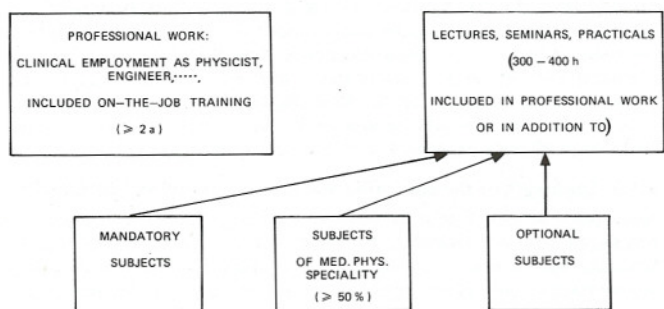 PROFESSIONAL WORK:
CLINICAL EMPLOYMENT AS PHYSICIST,
ENGINEER,.....,
INCLUDED ON–THE–JOB TRAINING
(⩾ 2 a)
LECTURES, SEMINARS, PRACTICALS
(300 – 400 h
INCLUDED IN PROFESSIONAL WORK
OR IN ADDITION TO)
MANDATORY
SUBJECTS
SUBJECTS
OF MED. PHYS.
SPECIALITY
(⩾ 50 %)
OPTIONAL
SUBJECTS